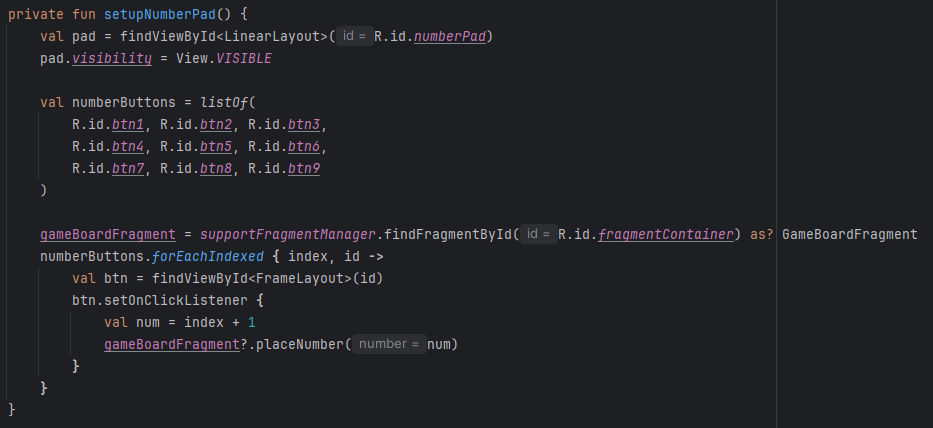 private fun setupNumberPad() {
    val pad = findViewById<LinearLayout>( id = R.id.numberPad)
    pad.visibility = View.VISIBLE

    val numberButtons = listOf(
        R.id.btn1, R.id.btn2, R.id.btn3,
        R.id.btn4, R.id.btn5, R.id.btn6,
        R.id.btn7, R.id.btn8, R.id.btn9
    )

    gameBoardFragment = supportFragmentManager.findFragmentById( id = R.id.fragmentContainer) as? GameBoardFragment
    numberButtons.forEachIndexed { index, id ->
        val btn = findViewById<FrameLayout>(id)
        btn.setOnClickListener {
            val num = index + 1
            gameBoardFragment?.placeNumber( number = num)
        }
    }
}